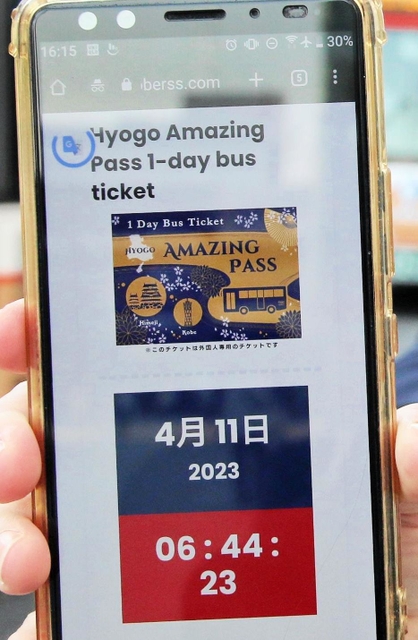 16:15 30%
berss.com + 5
Hyogo Amazing
Pass 1-day bus
ticket
1 Day Bus Ticket
HYOGO AMAZING
PASS
Himeji
Kobe
※このチケットは外国人専用のチケットです
4月 11日
2023
06 : 44 :
23